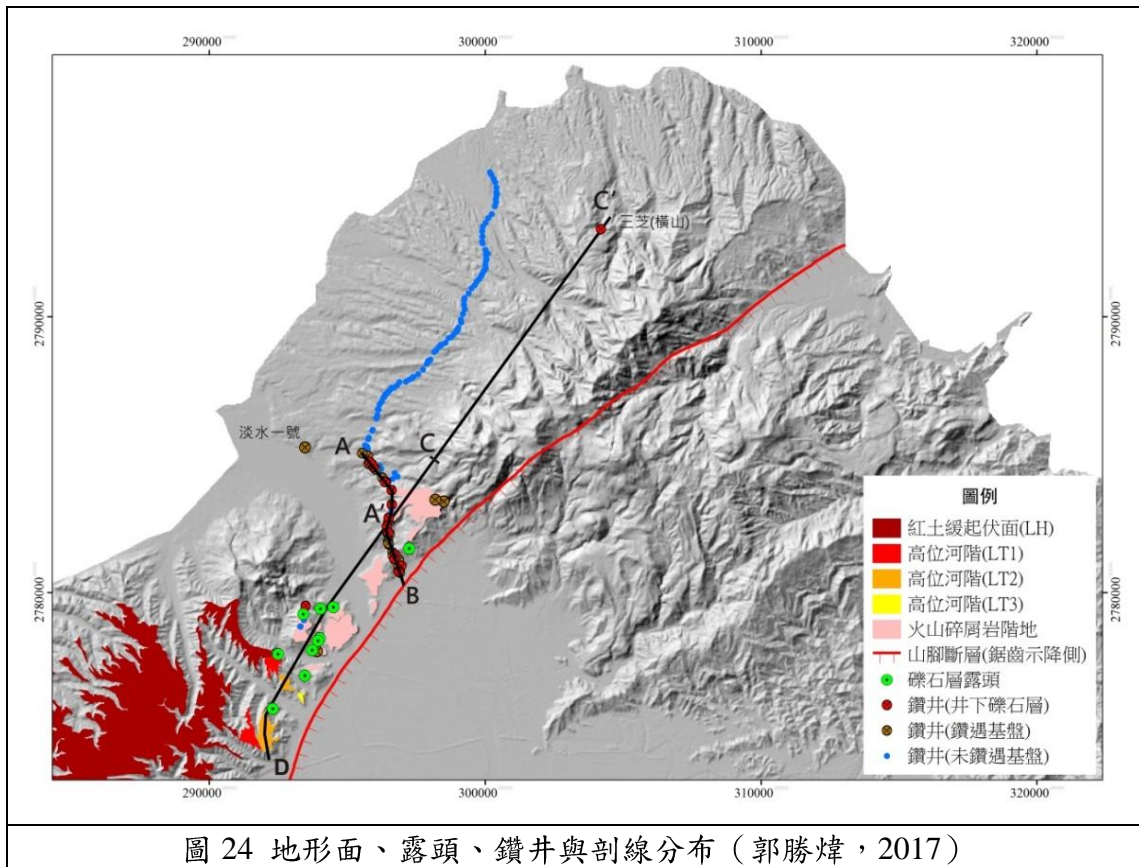 290000
300000
310000
320000
2790000
2790000
C'
三芝(橫山)
淡水一號
A
C
A'
B
2780000
2780000
D
圖例
紅土緩起伏面(LH)
高位河階(LT1)
高位河階(LT2)
高位河階(LT3)
火山碎屑岩階地
山腳斷層(鋸齒示降側)
礫石層露頭
鑽井(井下礫石層)
鑽井(鑽遇基盤)
鑽井(未鑽遇基盤)
290000
300000
310000
320000
圖 24 地形面、露頭、鑽井與剖線分布（郭勝煒，2017）